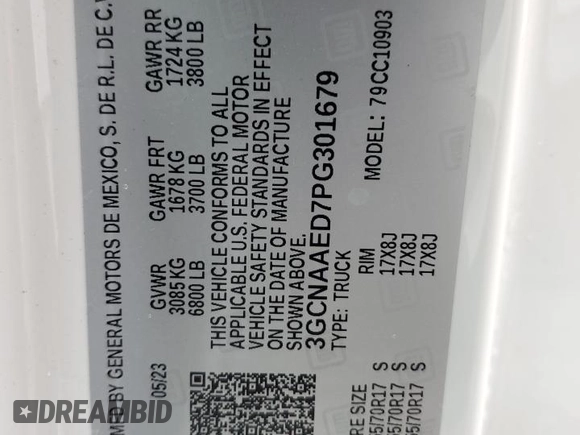 MFD BY GENERAL MOTORS DE MEXICO, S. DE R.L. DE C.V
05/23
GVWR GAWR FRT GAWR RR
3085 KG 1678 KG 1724 KG
6800 LB 3700 LB 3800 LB
THIS VEHICLE CONFORMS TO ALL
APPLICABLE U.S. FEDERAL MOTOR
VEHICLE SAFETY STANDARDS IN EFFECT
ON THE DATE OF MANUFACTURE
SHOWN ABOVE.
3GCNAAED7PG301679
TYPE: TRUCK MODEL: 79CC10903
RE SIZE RIM
5/70R17 S 17X8J
5/70R17 S 17X8J
5/70R17 S 17X8J
DREAMBID